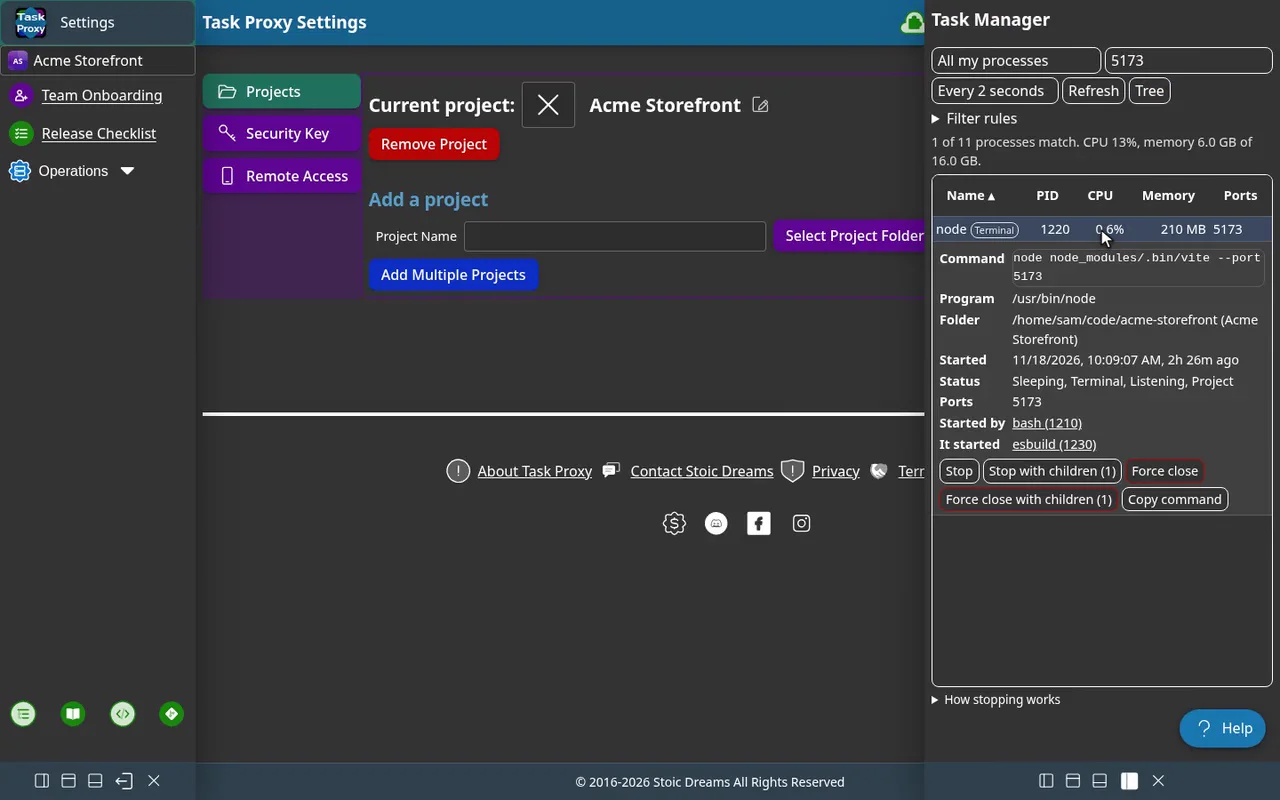 Task Proxy
Settings
AS
Acme Storefront
Team Onboarding
Release Checklist
Operations
Task Proxy Settings
Projects
Security Key
Remote Access
Current project:
Acme Storefront
Remove Project
Add a project
Project Name
Select Project Folder
Add Multiple Projects
About Task Proxy
Contact Stoic Dreams
Privacy
Terr
© 2016-2026 Stoic Dreams All Rights Reserved
Task Manager
All my processes
5173
Every 2 seconds
Refresh
Tree
Filter rules
1 of 11 processes match. CPU 13%, memory 6.0 GB of
16.0 GB.
Name ▲ PID CPU Memory Ports
node Terminal 1220 0.6% 210 MB 5173
Command node node_modules/.bin/vite --port
5173
Program /usr/bin/node
Folder /home/sam/code/acme-storefront (Acme
Storefront)
Started 11/18/2026, 10:09:07 AM, 2h 26m ago
Status Sleeping, Terminal, Listening, Project
Ports 5173
Started by bash (1210)
It started esbuild (1230)
Stop
Stop with children (1)
Force close
Force close with children (1)
Copy command
How stopping works
? Help